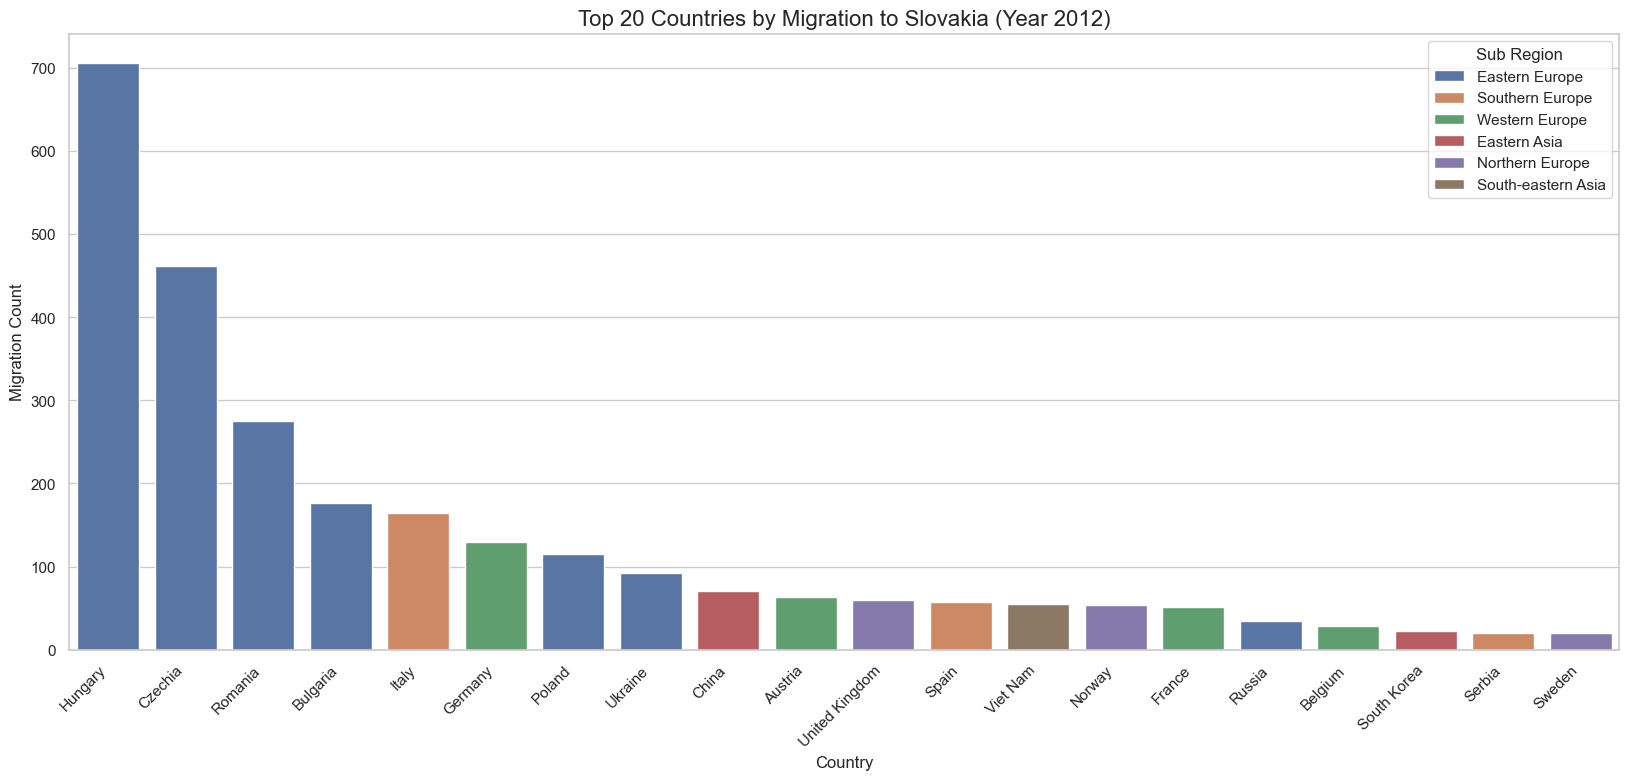 Top 20 Countries by Migration to Slovakia (Year 2012)
Sub Region
Eastern Europe
Southern Europe
Western Europe
Eastern Asia
Northern Europe
South-eastern Asia
Migration Count
700
600
500
400
300
200
100
0
Hungary
Czechia
Romania
Bulgaria
Italy
Germany
Poland
Ukraine
China
Austria
United Kingdom
Spain
Viet Nam
Norway
France
Russia
Belgium
South Korea
Serbia
Sweden
Country